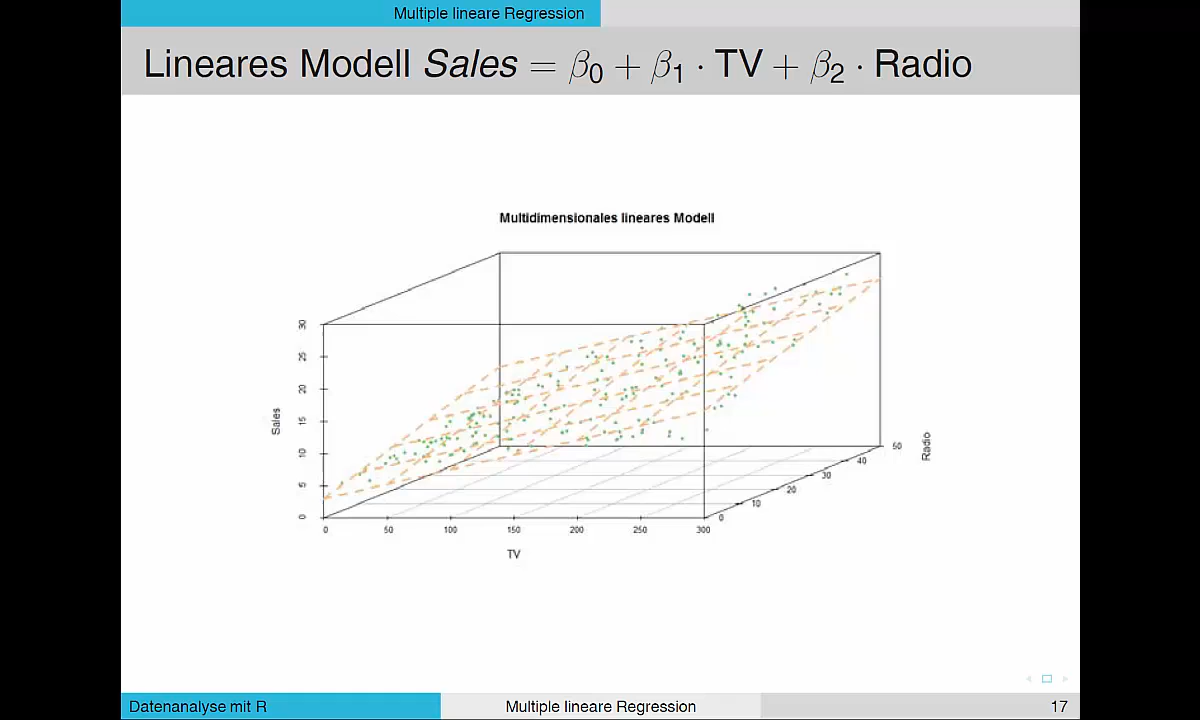 Multiple lineare Regression
Lineares Modell Sales = β0 + β1 · TV + β2 · Radio
Multidimensionales lineares Modell
30
25
20
15
10
5
0
Sales
0 50 100 150 200 250 300
TV
0 10 20 30 40 50
Radio
Datenanalyse mit R
Multiple lineare Regression
17